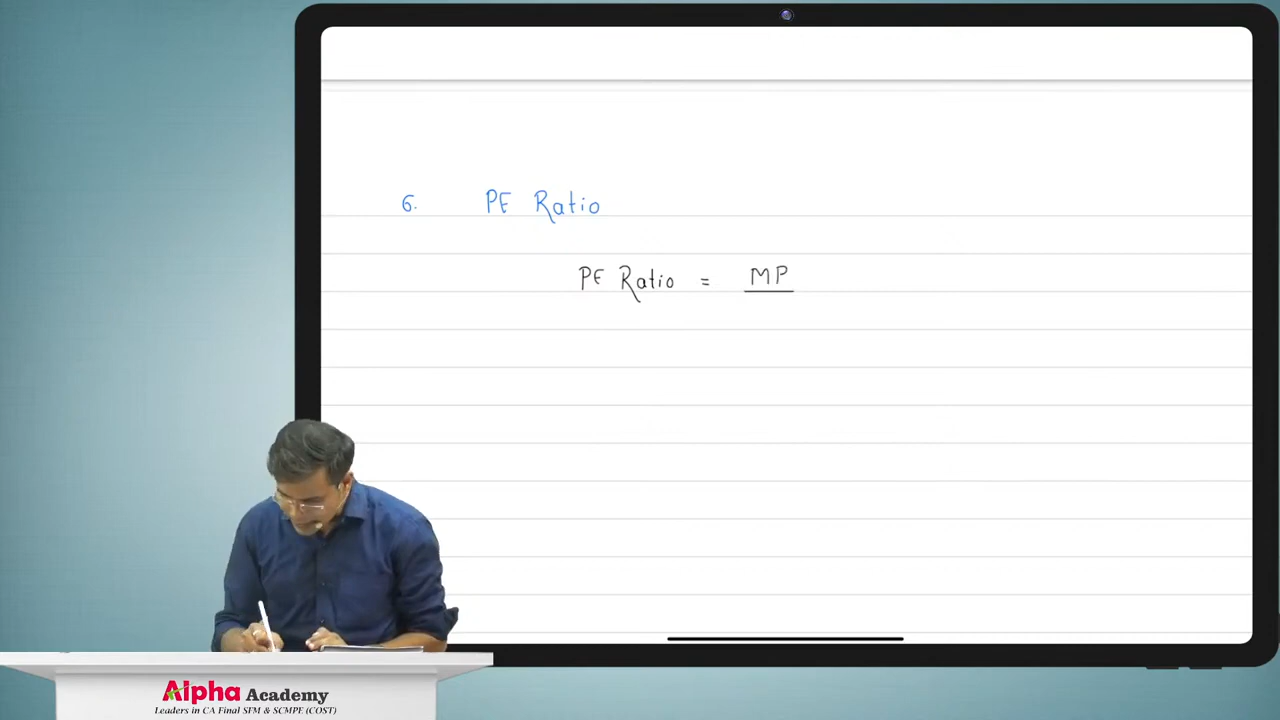 6. PE Ratio
PE Ratio = MP
Alpha Academy
Leaders in CA Final SFM & SCMPE (COST)